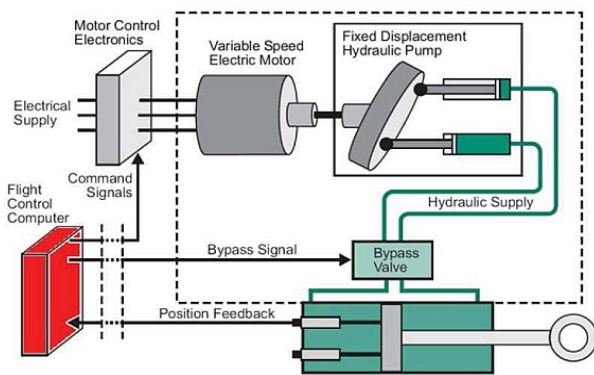 Motor Control
Electronics
Variable Speed
Electric Motor
Fixed Displacement
Hydraulic Pump
Electrical
Supply
Command
Signals
Flight
Control
Computer
Hydraulic Supply
Bypass Signal
Bypass
Valve
Position Feedback